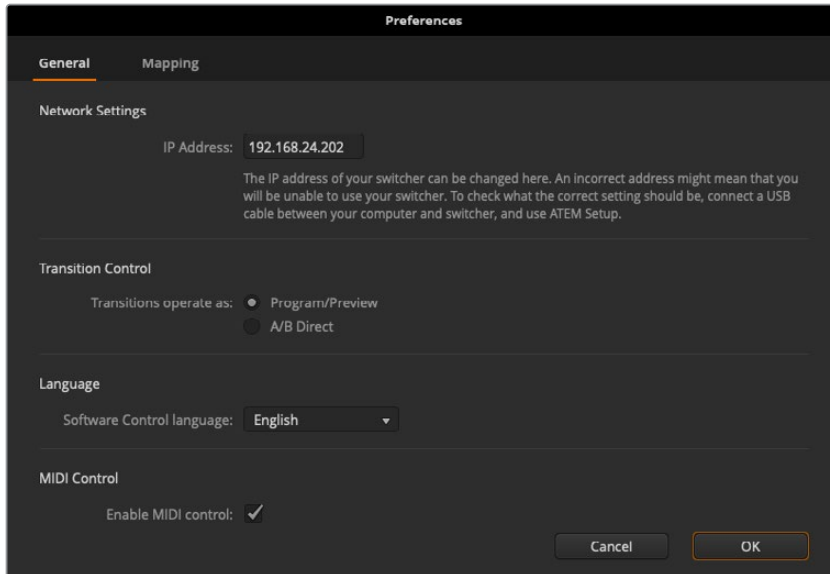 Preferences
General Mapping
Network Settings
IP Address: 192.168.24.202
The IP address of your switcher can be changed here. An incorrect address might mean that you
will be unable to use your switcher. To check what the correct setting should be, connect a USB
cable between your computer and switcher, and use ATEM Setup.
Transition Control
Transitions operate as: Program/Preview
A/B Direct
Language
Software Control language: English
MIDI Control
Enable MIDI control:
Cancel OK